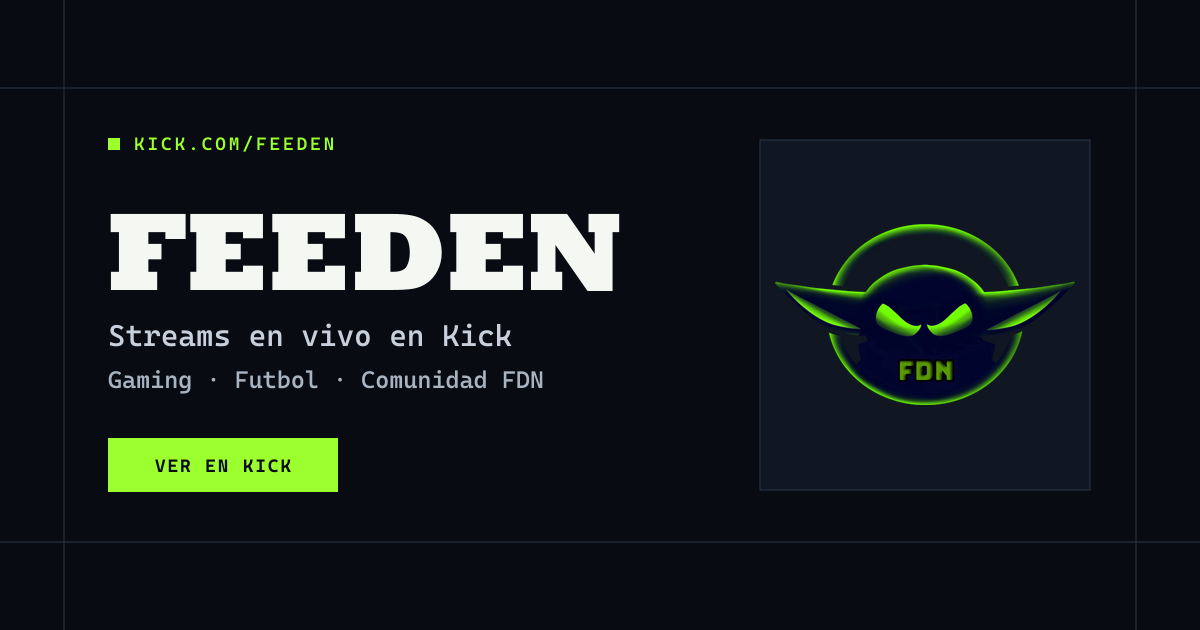 KICK.COM/FEEDEN
FEEDEN
Streams en vivo en Kick
Gaming · Futbol · Comunidad FDN
VER EN KICK
FDN